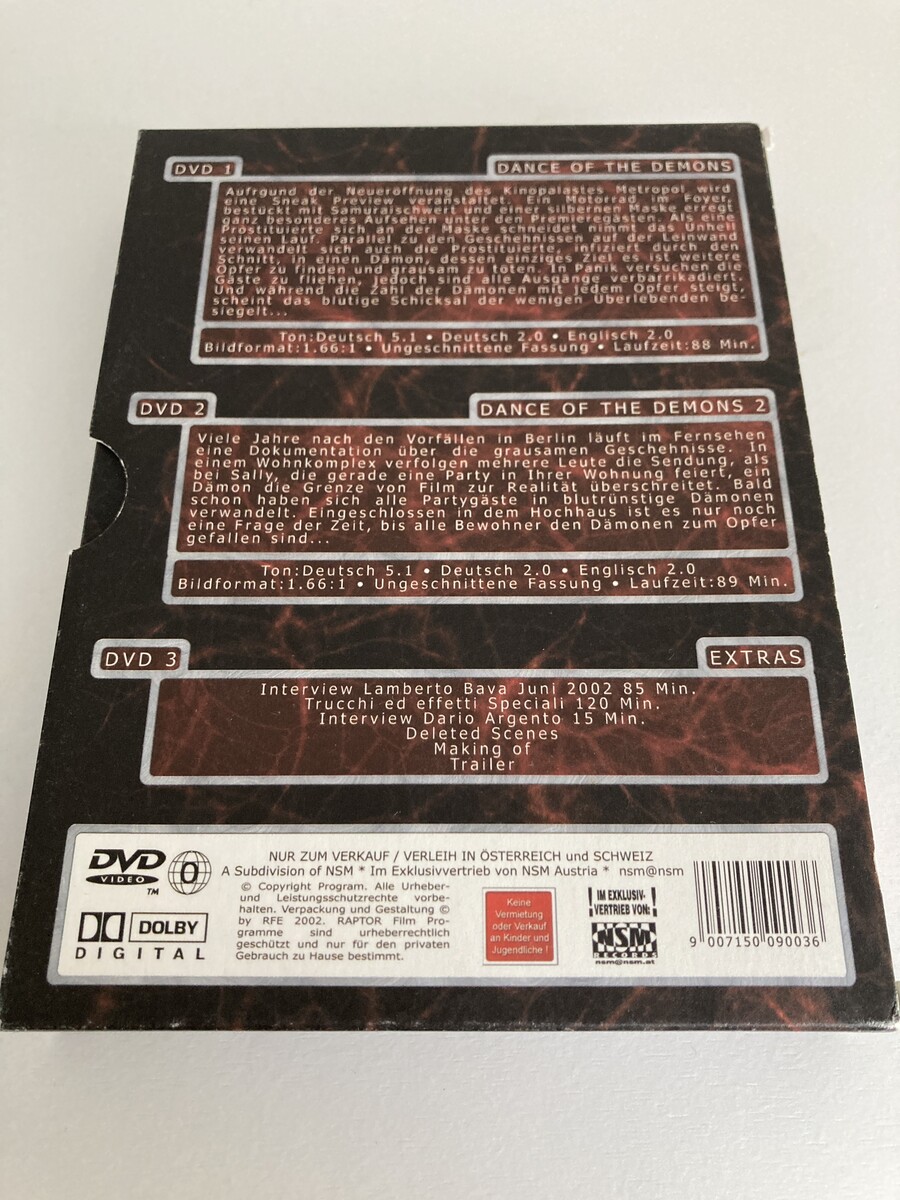 DVD 1
DANCE OF THE DEMONS
Aufrgund der Neueröffnung des Kinopalastes Metropol wird
eine Sneak Preview veranstaltet. Ein Motorrad im Foyer,
bestückt mit Samuraischwert und einer silbernen Maske erregt
ganz besonderes Aufsehen unter den Premieregästen. Als eine
Prostituierte sich an der Maske schneidet nimmt das Unheil
seinen Lauf. Parallel zu den Geschehnissen auf der Leinwand
verwandelt sich auch die Prostituierte, infiziert durch den
Schnitt, in einen Dämon, dessen einziges Ziel es ist weitere
Opfer zu finden und grausam zu töten. In Panik versuchen die
Gäste zu fliehen, jedoch sind alle Ausgänge verbarrikadiert.
Und während die Zahl der Dämonen mit jedem Opfer steigt,
scheint das blutige Schicksal der wenigen Überlebenden be-
siegelt...
Ton:Deutsch 5.1 • Deutsch 2.0 • Englisch 2.0
Bildformat:1.66:1 • Ungeschnittene Fassung • Laufzeit:88 Min.
DVD 2
DANCE OF THE DEMONS 2
Viele Jahre nach den Vorfällen in Berlin läuft im Fernsehen
eine Dokumentation über die grausamen Geschehnisse. In
einem Wohnkomplex verfolgen mehrere Leute die Sendung, als
bei Sally, die gerade eine Party in Ihrer Wohnung feiert, ein
Dämon die Grenze von Film zur Realität überschreitet. Bald
schon haben sich alle Partygäste in blutrünstige Dämonen
verwandelt. Eingeschlossen in dem Hochhaus ist es nur noch
eine Frage der Zeit, bis alle Bewohner den Dämonen zum Opfer
gefallen sind...
Ton:Deutsch 5.1 • Deutsch 2.0 • Englisch 2.0
Bildformat:1.66:1 • Ungeschnittene Fassung • Laufzeit:89 Min.
DVD 3
EXTRAS
Interview Lamberto Bava Juni 2002 85 Min.
Trucchi ed effetti Speciali 120 Min.
Interview Dario Argento 15 Min.
Deleted Scenes
Making of
Trailer
DVD
VIDEO
TM
0
DOLBY
DIGITAL
NUR ZUM VERKAUF / VERLEIH IN ÖSTERREICH und SCHWEIZ
A Subdivision of NSM * Im Exklusivvertrieb von NSM Austria * nsm@nsm
© Copyright Program. Alle Urheber-
und Leistungsschutzrechte vorbe-
halten. Verpackung und Gestaltung ©
by RFE 2002. RAPTOR Film Pro-
gramme sind urheberrechtlich
geschützt und nur für den privaten
Gebrauch zu Hause bestimmt.
Keine
Vermietung
oder Verkauf
an Kinder und
Jugendliche !
IM EXKLUSIV-
VERTRIEB VON:
NSM
RECORDS
nsm@nsm.at
9 007150 090036